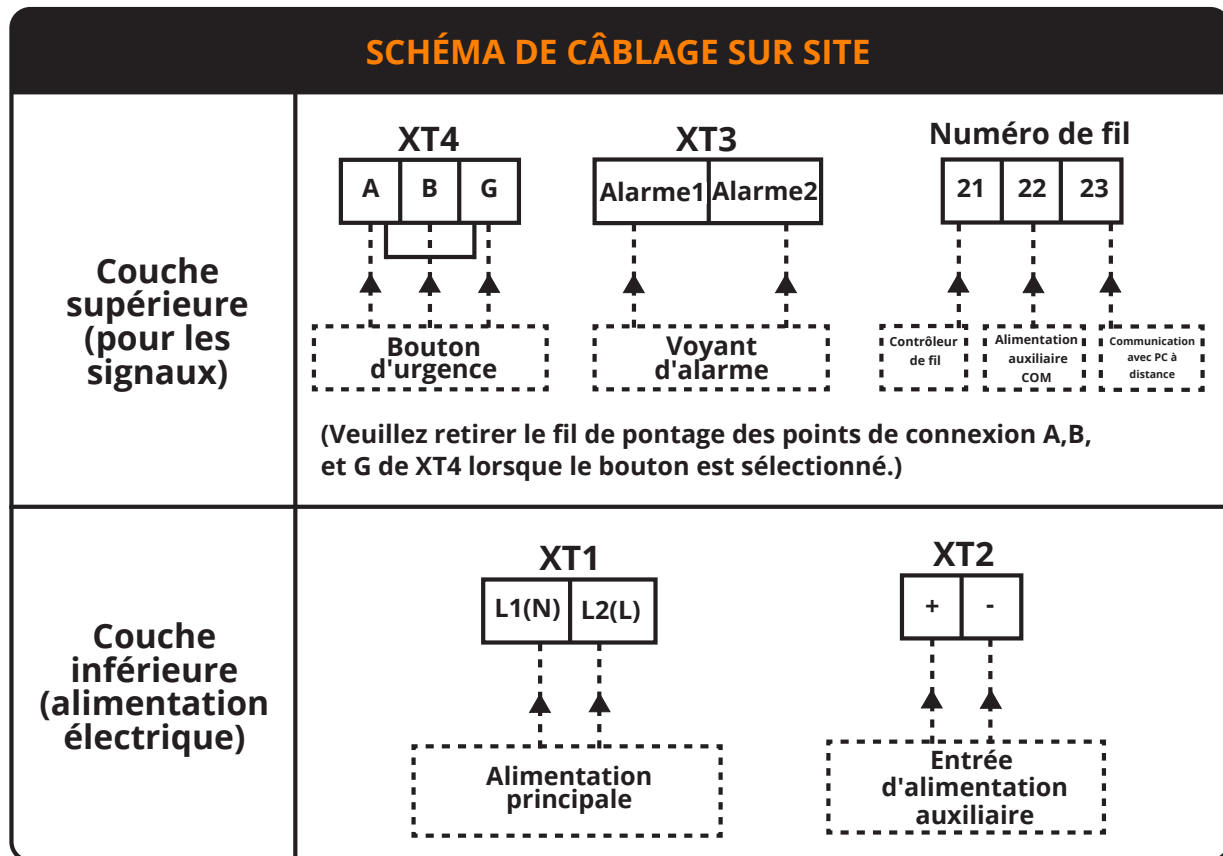 SCHÉMA DE CÂBLAGE SUR SITE
Couche
supérieure
(pour les
signaux)
XT4
A B G
Bouton
d'urgence
XT3
Alarme1 Alarme2
Voyant
d'alarme
Numéro de fil
21 22 23
Contrôleur
de fil
Alimentation
auxiliaire
COM
Communication
avec PC à
distance
(Veuillez retirer le fil de pontage des points de connexion A,B,
et G de XT4 lorsque le bouton est sélectionné.)
Couche
inférieure
(alimentation
électrique)
XT1
L1(N) L2(L)
Alimentation
principale
XT2
+ -
Entrée
d'alimentation
auxiliaire